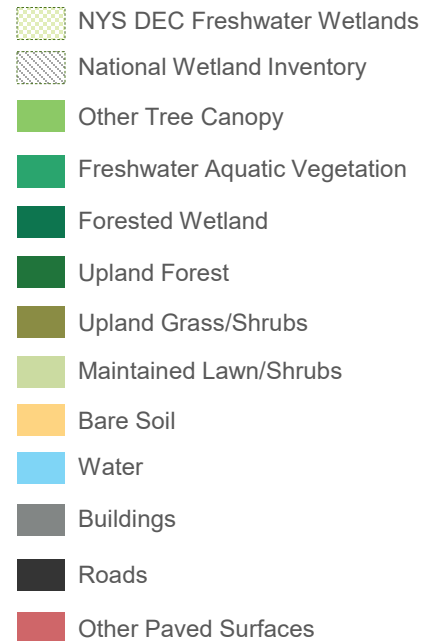 NYS DEC Freshwater Wetlands
National Wetland Inventory
Other Tree Canopy
Freshwater Aquatic Vegetation
Forested Wetland
Upland Forest
Upland Grass/Shrubs
Maintained Lawn/Shrubs
Bare Soil
Water
Buildings
Roads
Other Paved Surfaces